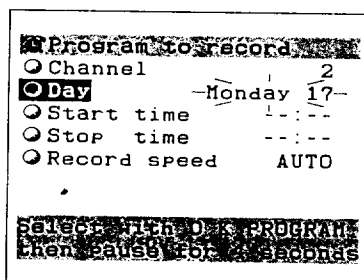 Program to record
Channel 2
Day Monday 17
Start time --:--
Stop time --:--
Record speed AUTO
Select with O.K PROGRAM+
then pause for seconds